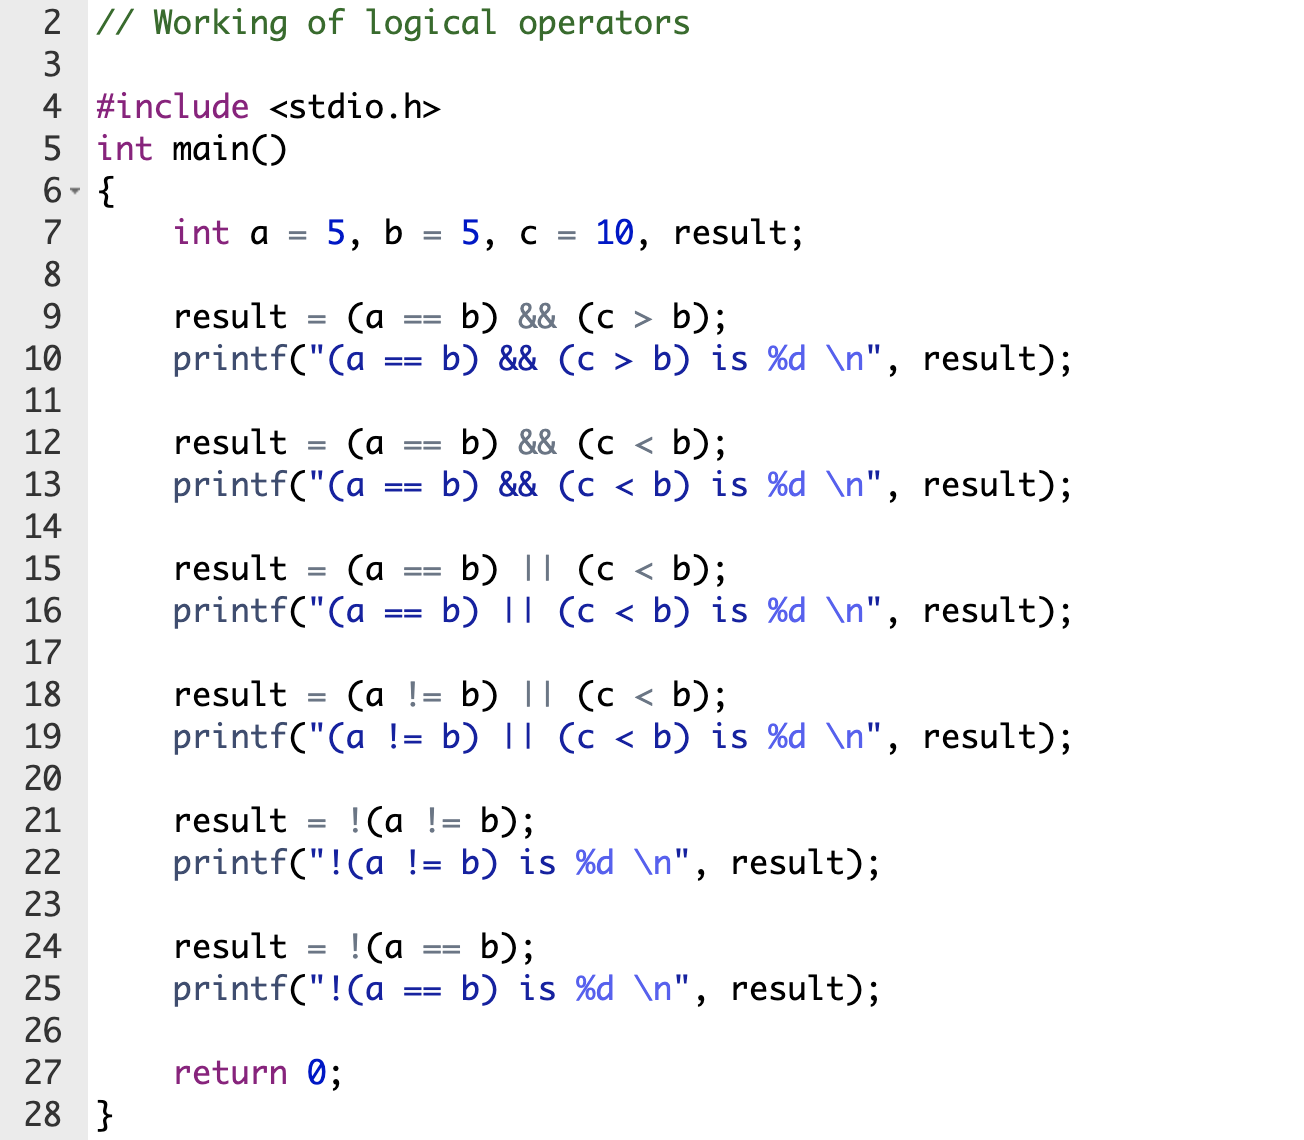 2 // Working of logical operators
3
4 #include <stdio.h>
5 int main()
6 {
7     int a = 5, b = 5, c = 10, result;
8
9     result = (a == b) && (c > b);
10     printf("(a == b) && (c > b) is %d \n", result);
11
12     result = (a == b) && (c < b);
13     printf("(a == b) && (c < b) is %d \n", result);
14
15     result = (a == b) || (c < b);
16     printf("(a == b) || (c < b) is %d \n", result);
17
18     result = (a != b) || (c < b);
19     printf("(a != b) || (c < b) is %d \n", result);
20
21     result = !(a != b);
22     printf("!(a != b) is %d \n", result);
23
24     result = !(a == b);
25     printf("!(a == b) is %d \n", result);
26
27     return 0;
28 }